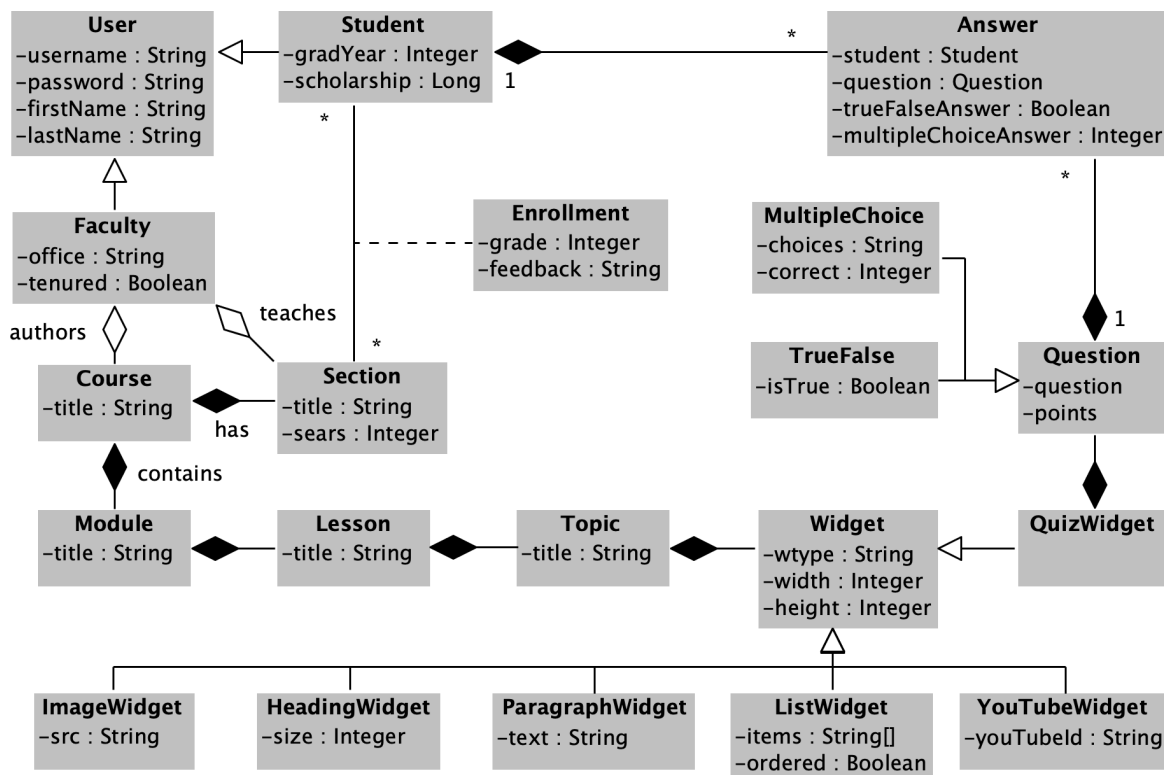 User
-username : String
-password : String
-firstName : String
-lastName : String
Student
-gradYear : Integer
-scholarship : Long
1
*
*
Answer
-student : Student
-question : Question
-trueFalseAnswer : Boolean
-multipleChoiceAnswer : Integer
*
Faculty
-office : String
-tenured : Boolean
Enrollment
-grade : Integer
-feedback : String
MultipleChoice
-choices : String
-correct : Integer
authors
teaches
*
1
Course
-title : String
has
Section
-title : String
-sears : Integer
TrueFalse
-isTrue : Boolean
Question
-question
-points
contains
Module
-title : String
Lesson
-title : String
Topic
-title : String
Widget
-wtype : String
-width : Integer
-height : Integer
QuizWidget
ImageWidget
-src : String
HeadingWidget
-size : Integer
ParagraphWidget
-text : String
ListWidget
-items : String[]
-ordered : Boolean
YouTubeWidget
-youTubeId : String